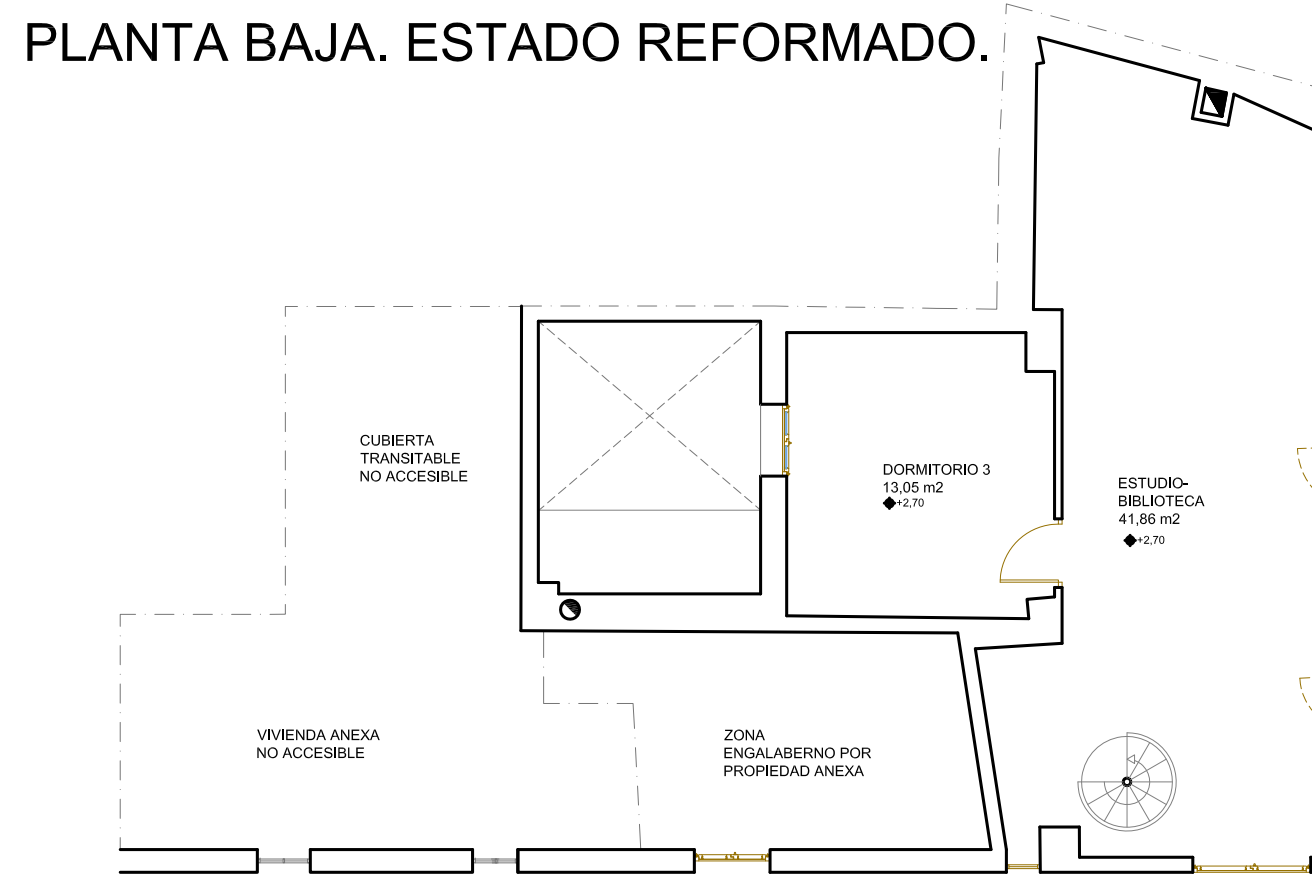 PLANTA BAJA. ESTADO REFORMADO.
CUBIERTA
TRANSITABLE
NO ACCESIBLE
DORMITORIO 3
13,05 m2
+2,70
ESTUDIO-
BIBLIOTECA
41,86 m2
+2,70
VIVIENDA ANEXA
NO ACCESIBLE
ZONA
ENGALABERNO POR
PROPIEDAD ANEXA